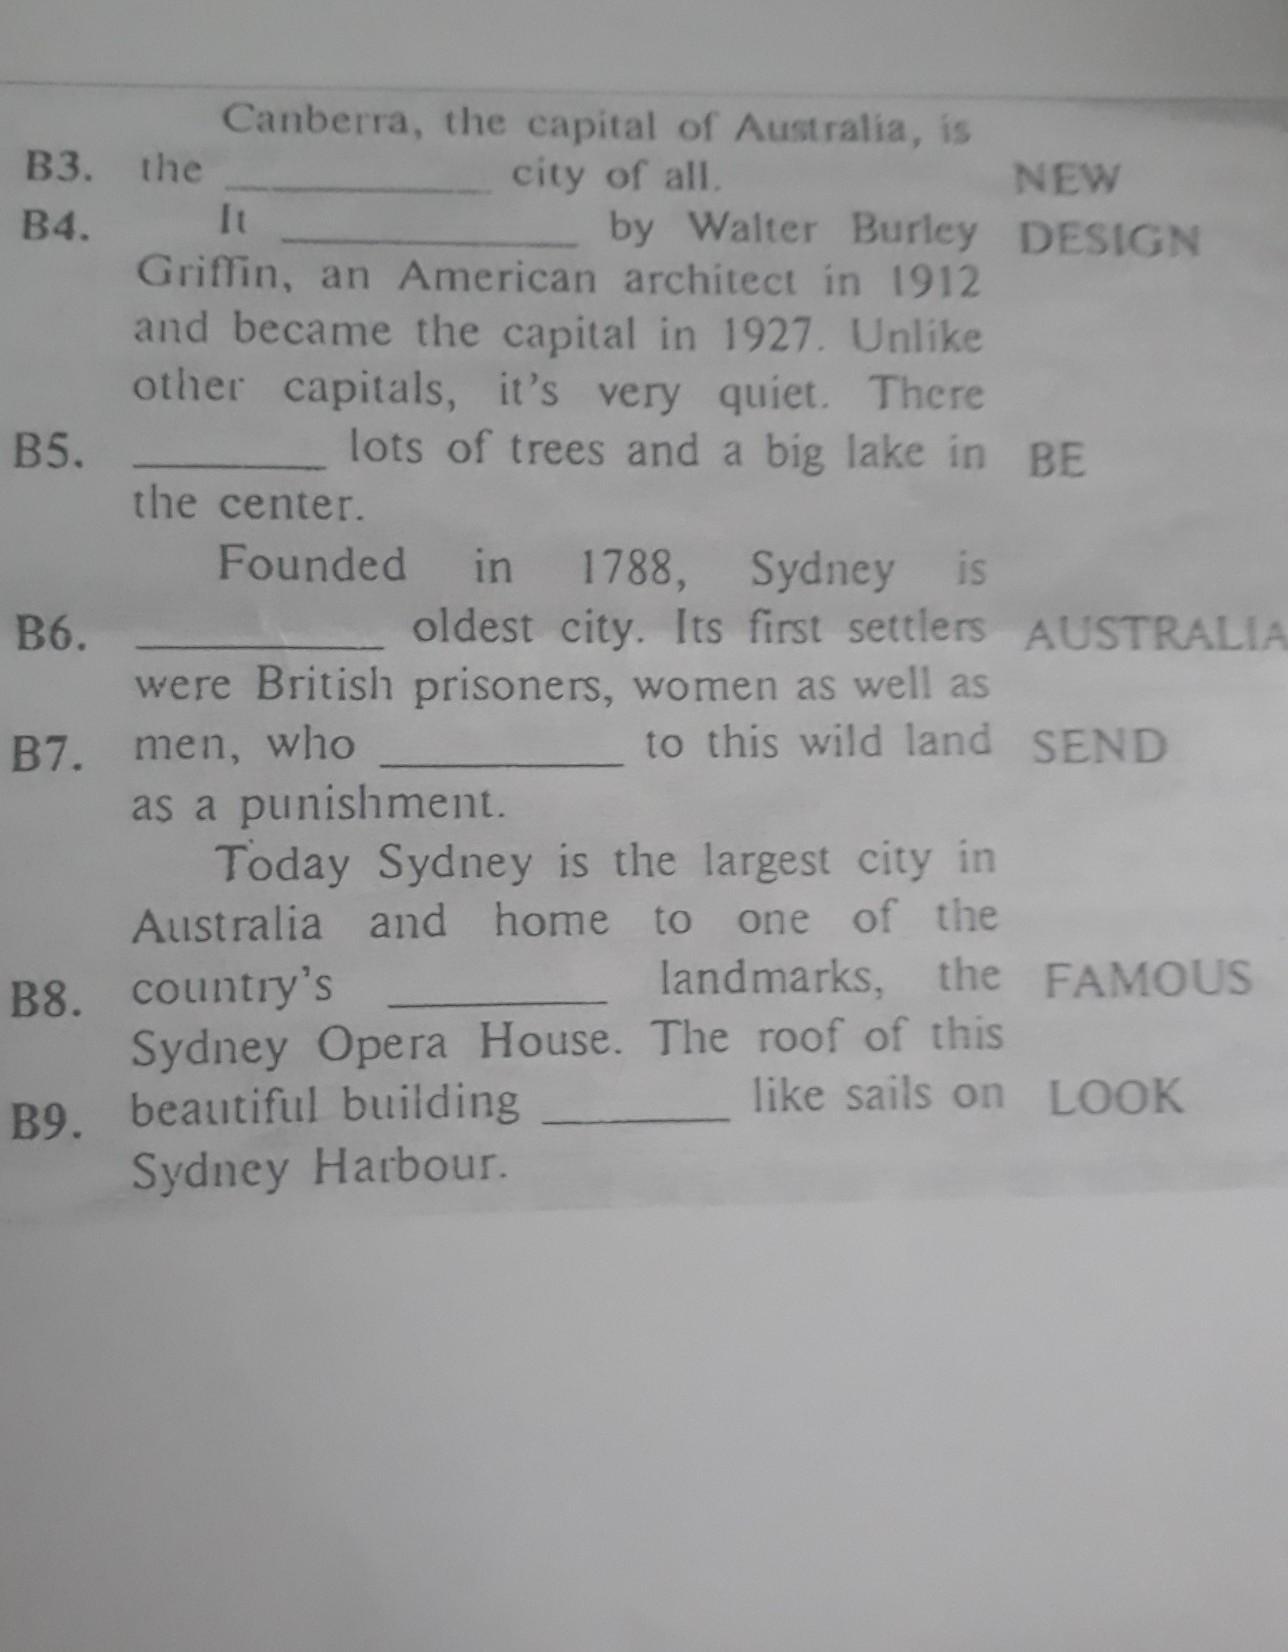 Canberra, the capital of Australia, is
B3. the ____________ city of all. NEW
B4. It ____________ by Walter Burley DESIGN
Griffin, an American architect in 1912
and became the capital in 1927. Unlike
other capitals, it's very quiet. There
B5. ____________ lots of trees and a big lake in BE
the center.
Founded in 1788, Sydney is
B6. ____________ oldest city. Its first settlers AUSTRALIA
were British prisoners, women as well as
B7. men, who ____________ to this wild land SEND
as a punishment.
Today Sydney is the largest city in
Australia and home to one of the
B8. country's ____________ landmarks, the FAMOUS
Sydney Opera House. The roof of this
B9. beautiful building ____________ like sails on LOOK
Sydney Harbour.